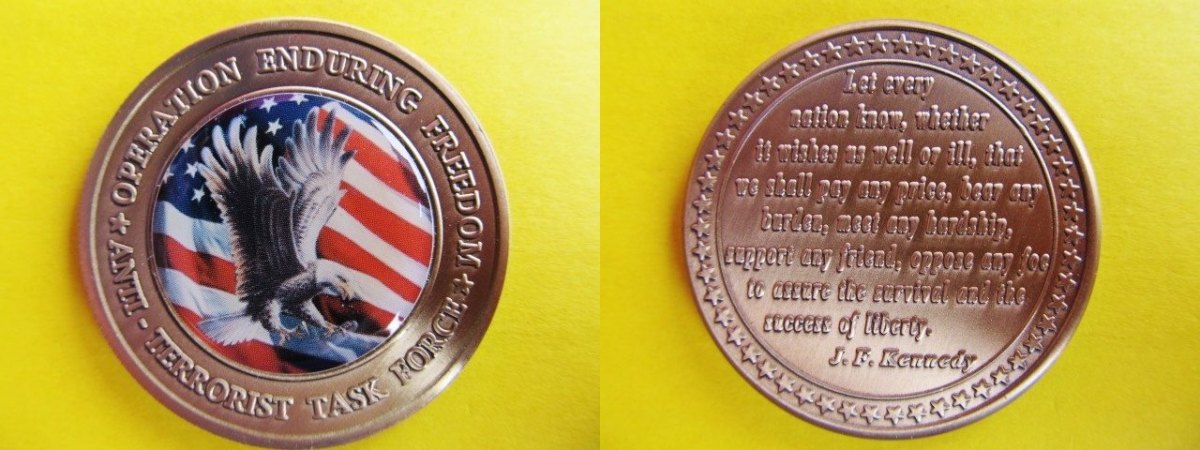 ★ OPERATION ENDURING FREEDOM ★
ANTI - TERRORIST TASK FORCE
Let every
nation know, whether
it wishes us well or ill, that
we shall pay any price, bear any
burden, meet any hardship,
support any friend, oppose any foe
to assure the survival and the
success of liberty.
J. F. Kennedy